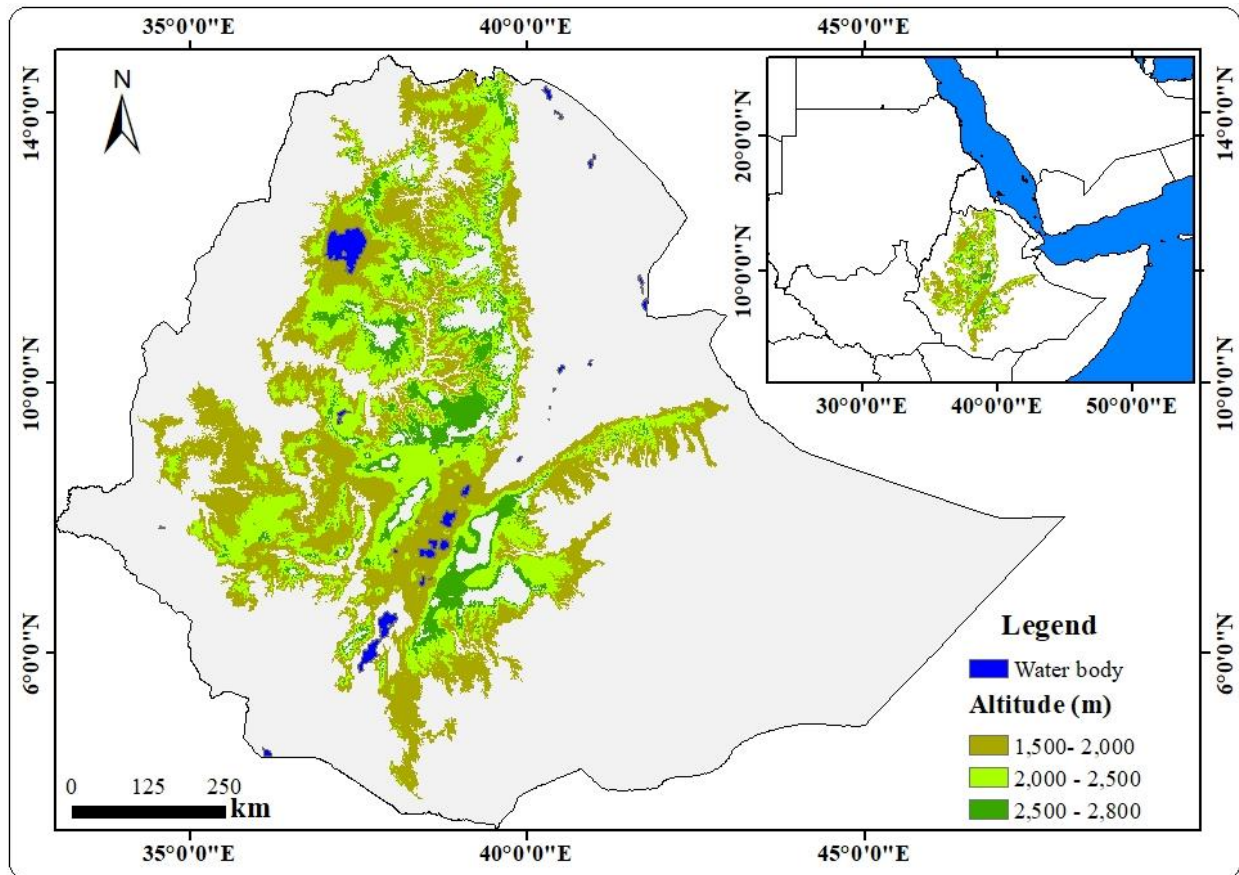 35°0'0"E 40°0'0"E 45°0'0"E
14°0'0"N
10°0'0"N
6°0'0"N
N
20°0'0"N
10°0'0"N
30°0'0"E 40°0'0"E 50°0'0"E
14°0'0"N
10°0'0"N
6°0'0"N
Legend
Water body
Altitude (m)
1,500- 2,000
2,000 - 2,500
2,500 - 2,800
0 125 250
km
35°0'0"E 40°0'0"E 45°0'0"E